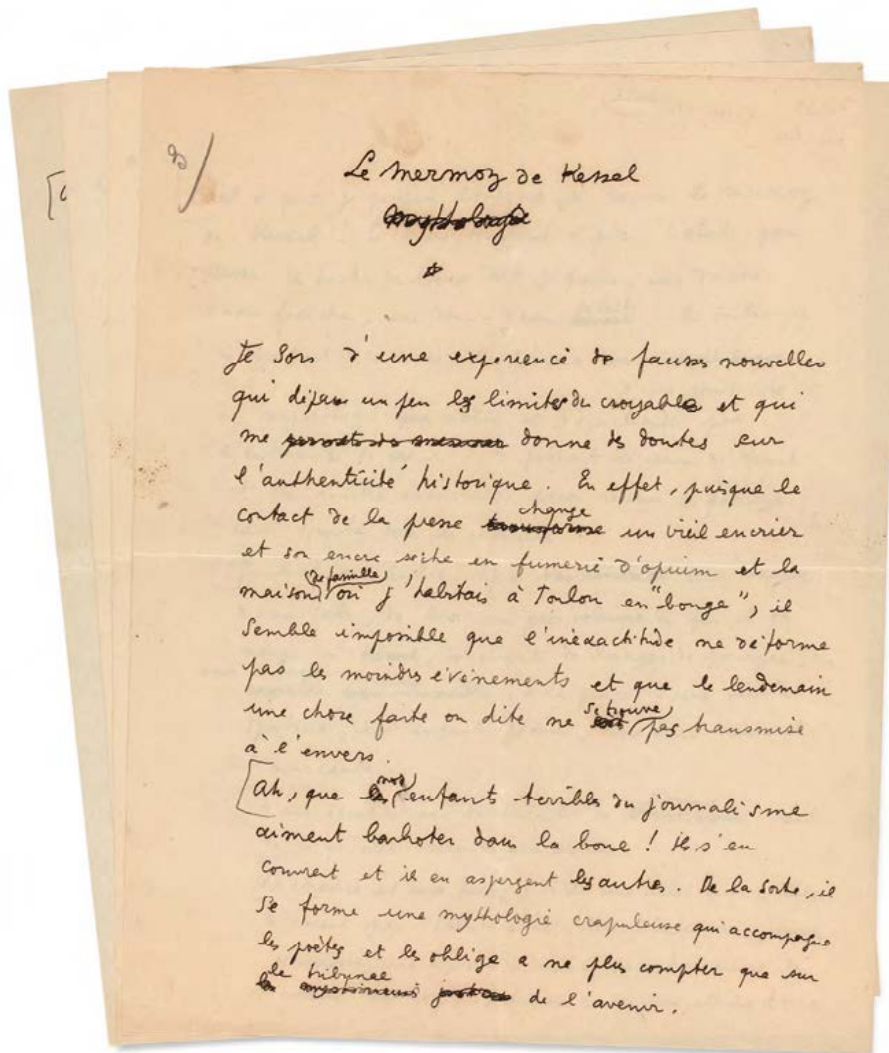 Le Mermoz de Kessel
Mythologie
Je sors d'une experience de fausses nouvelles
qui dépasse un peu les limites du croyable et qui
me donne des doutes sur
l'authenticité historique. En effet, puisque le
contact de la presse transforme change un vieil encrier
et son encre sèche en fumerie d'opium et la
maison de famille où j'habitais à Toulon en "bouge", il
semble impossible que l'inéxactitude ne déforme
pas les moindres évènements et que le lendemain
une chose faite ou dite ne se trouve pas transmise
à l'envers.
[Ah, que nos enfants terribles du journalisme
aiment barboter dans la boue ! Ils s'en
couvrent et ils en aspergent les autres. De la sorte, il
se forme une mythologie crapuleuse qui accompagne
les poètes et les oblige a ne plus compter que sur
le tribunal de l'avenir.